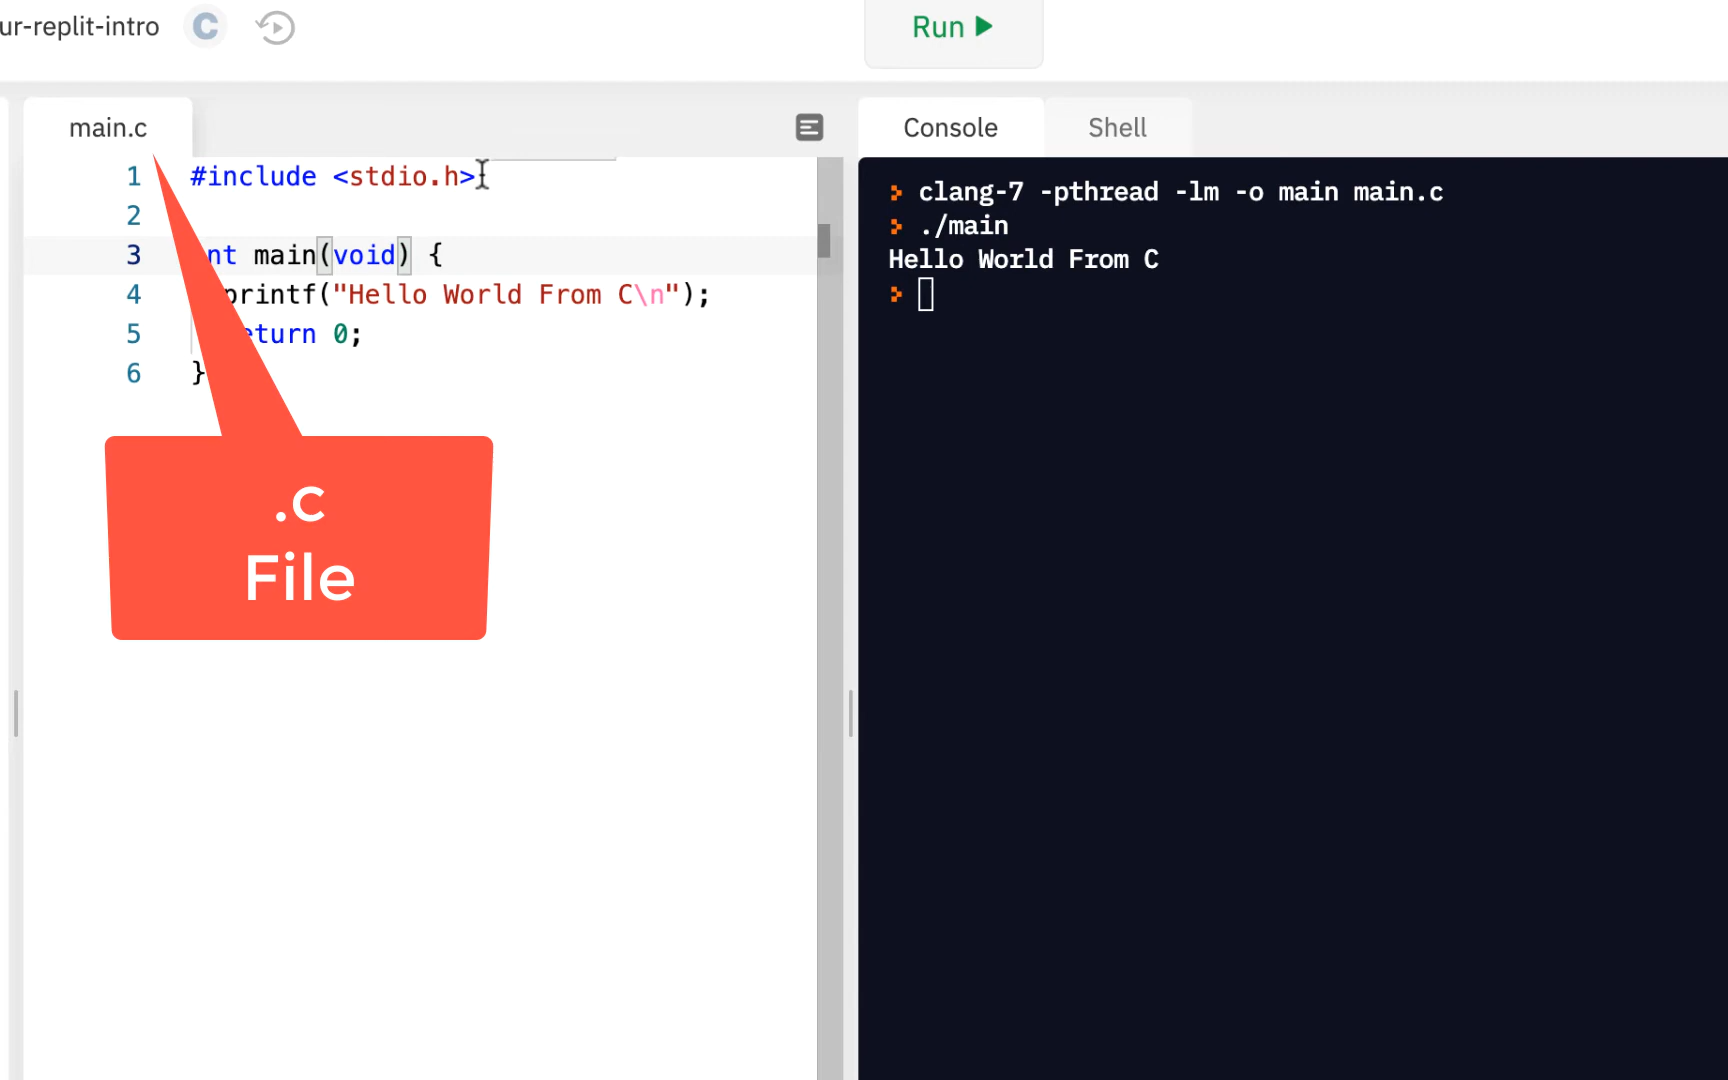 ur-replit-intro
C
Run
main.c
Console
Shell
1 #include <stdio.h>
2
3 nt main(void) {
4 printf("Hello World From C\n");
5 eturn 0;
6 }
.c
File
clang-7 -pthread -lm -o main main.c
./main
Hello World From C